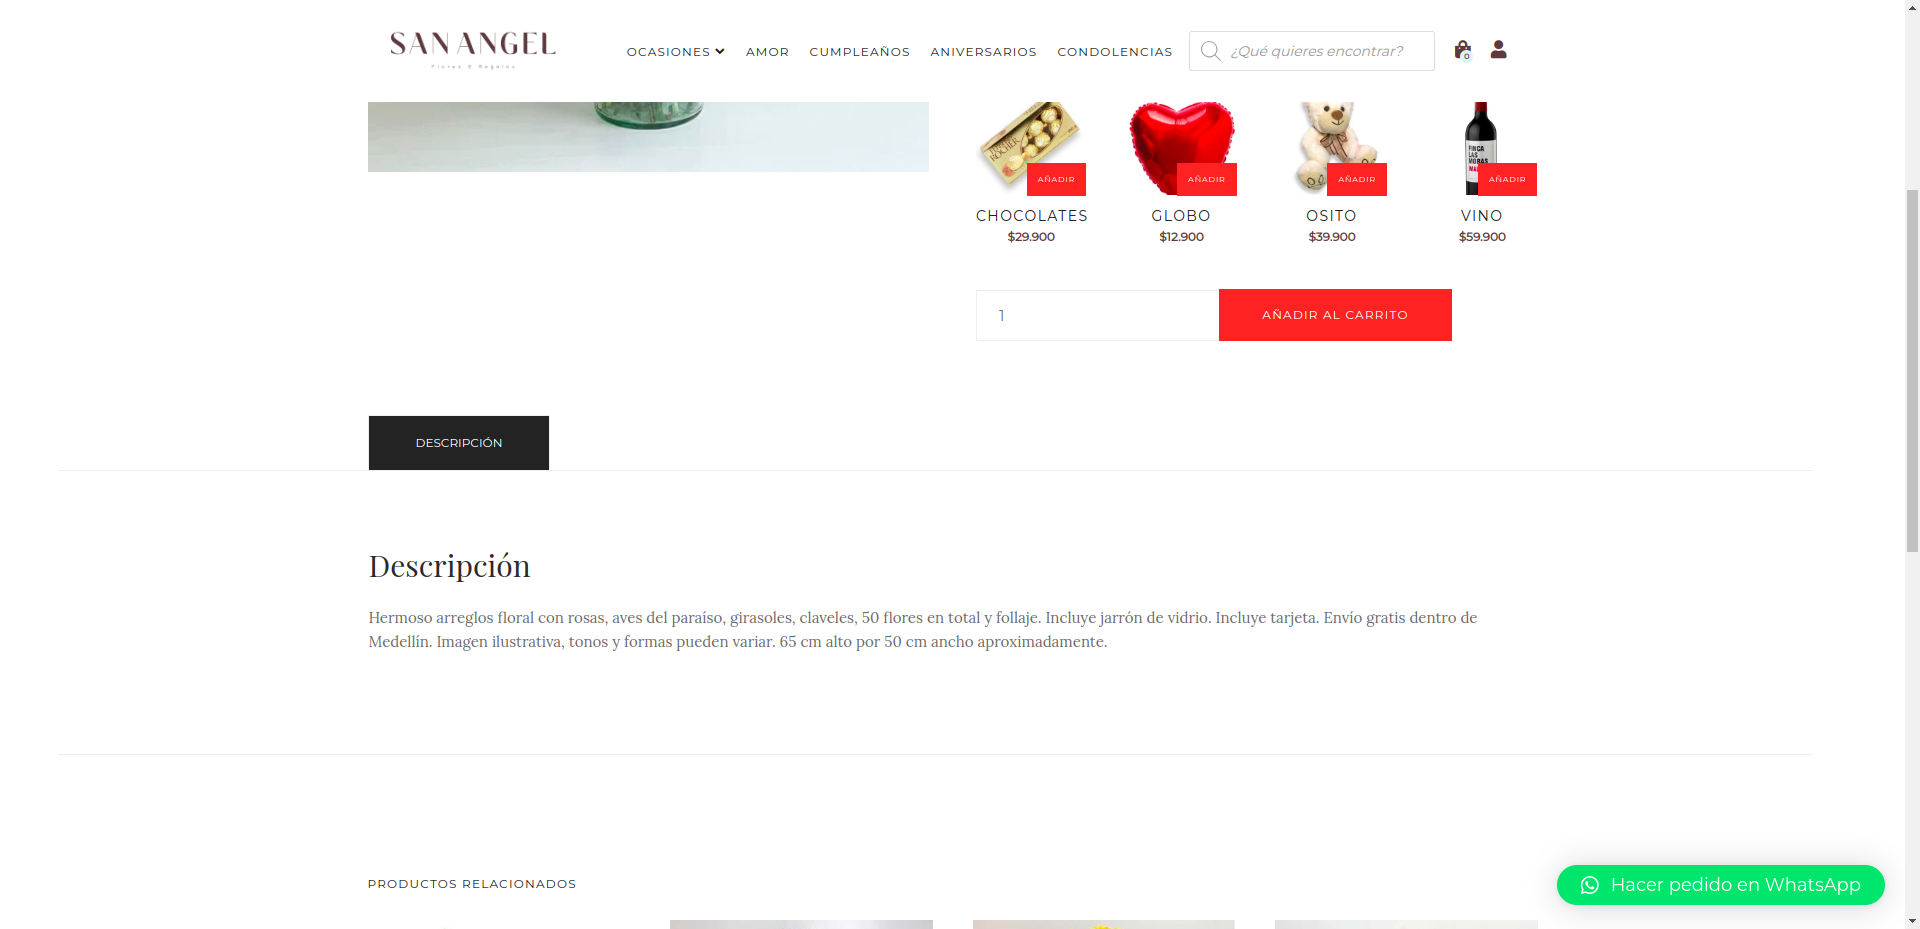 SAN ANGEL
Flores & Regalos
OCASIONES
AMOR
CUMPLEAÑOS
ANIVERSARIOS
CONDOLENCIAS
¿Qué quieres encontrar?
0
ROCHER
FINCA
LAS
MORAS
AÑADIR
AÑADIR
AÑADIR
AÑADIR
CHOCOLATES
GLOBO
OSITO
VINO
$29.900
$12.900
$39.900
$59.900
1
AÑADIR AL CARRITO
DESCRIPCIÓN
Descripción
Hermoso arreglos floral con rosas, aves del paraíso, girasoles, claveles, 50 flores en total y follaje. Incluye jarrón de vidrio. Incluye tarjeta. Envío gratis dentro de
Medellín. Imagen ilustrativa, tonos y formas pueden variar. 65 cm alto por 50 cm ancho aproximadamente.
PRODUCTOS RELACIONADOS
Hacer pedido en WhatsApp